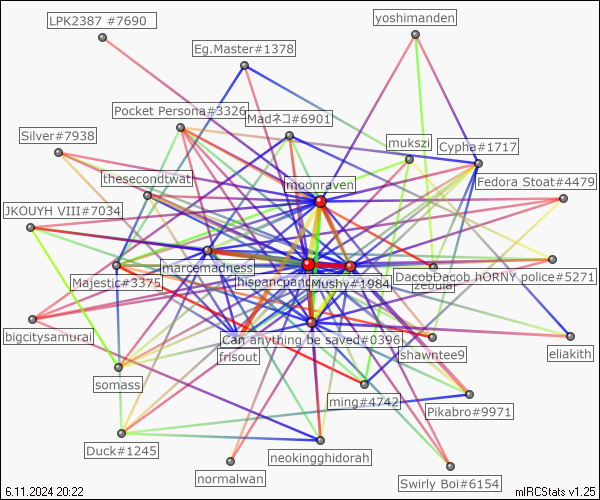 LPK2387 #7690
yoshimanden
Eg.Master#1378
Pocket Persona#3326
Madネコ#6901
Silver#7938
mukszi
Cypha#1717
thesecondtwat
moonraven
Fedora Stoat#4479
JKOUYH VIII#7034
marcemadness
Majestic#3375
hispancpanc
Mushy#1984
DacobDacob hORNY police#5271
bigcitysamurai
Can anything be saved#0396
frisout
shawntee9
eliakith
somass
ming#4742
Pikabro#9971
Duck#1245
neokingghidorah
normalwan
Swirly Boi#6154
6.11.2024 20:22
mIRCStats v1.25